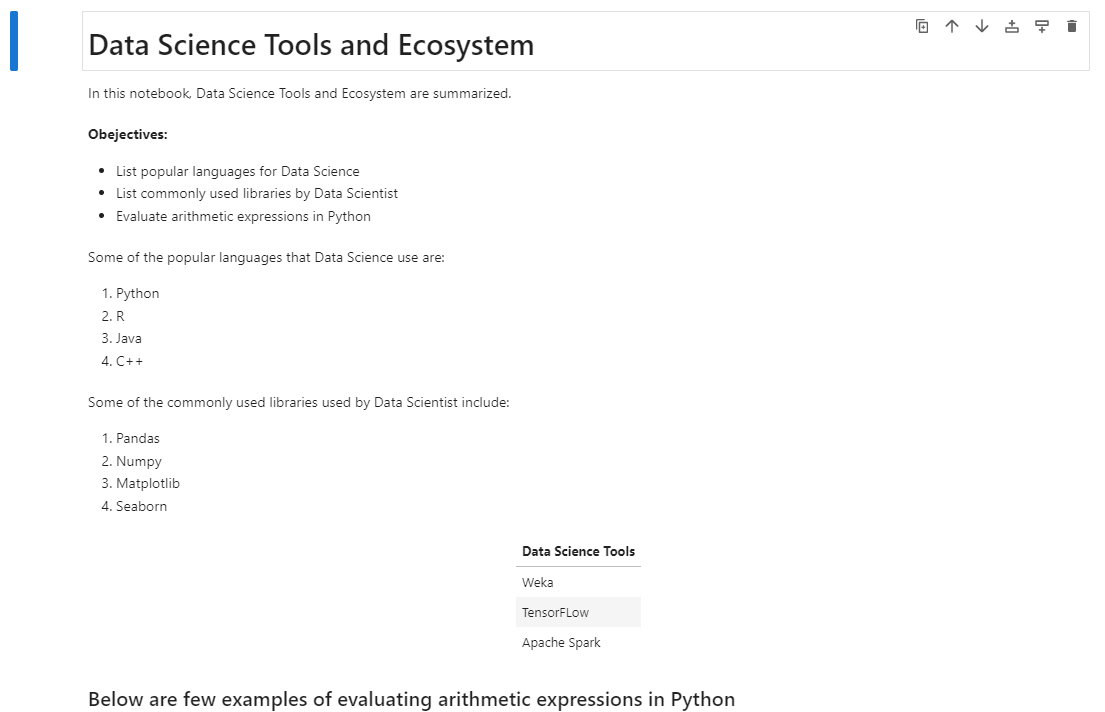 Data Science Tools and Ecosystem
In this notebook, Data Science Tools and Ecosystem are summarized.
Obejectives:
• List popular languages for Data Science
• List commonly used libraries by Data Scientist
• Evaluate arithmetic expressions in Python
Some of the popular languages that Data Science use are:
1. Python
2. R
3. Java
4. C++
Some of the commonly used libraries used by Data Scientist include:
1. Pandas
2. Numpy
3. Matplotlib
4. Seaborn
Data Science Tools
Weka
TensorFLow
Apache Spark
Below are few examples of evaluating arithmetic expressions in Python